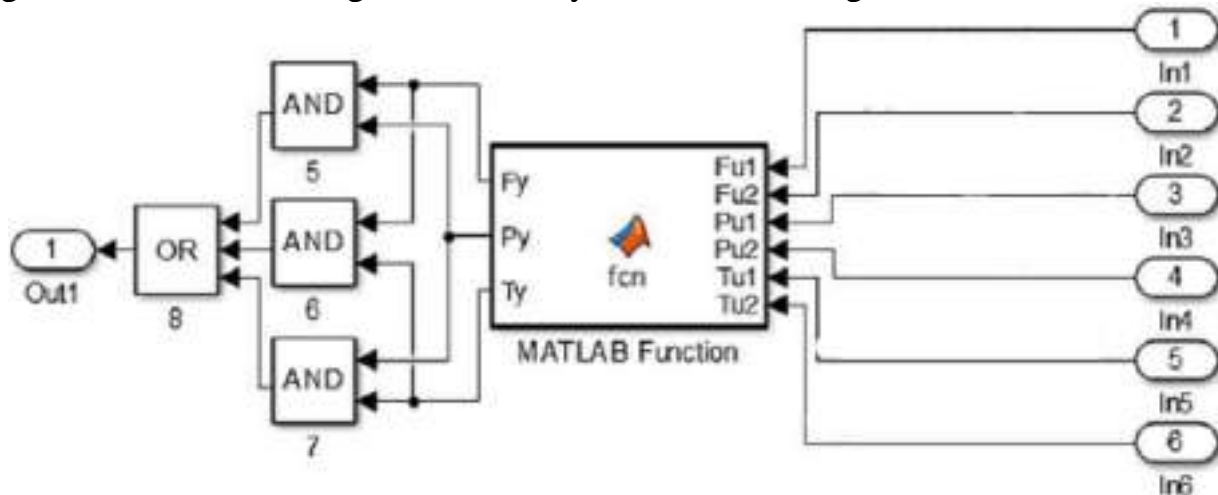 1
In1
2
In2
3
In3
4
In4
5
In5
6
In6
Fu1
Fu2
Pu1
Pu2
Tu1
Tu2
Fy
Py
Ty
fcn
MATLAB Function
AND
5
AND
6
AND
7
OR
8
1
Out1